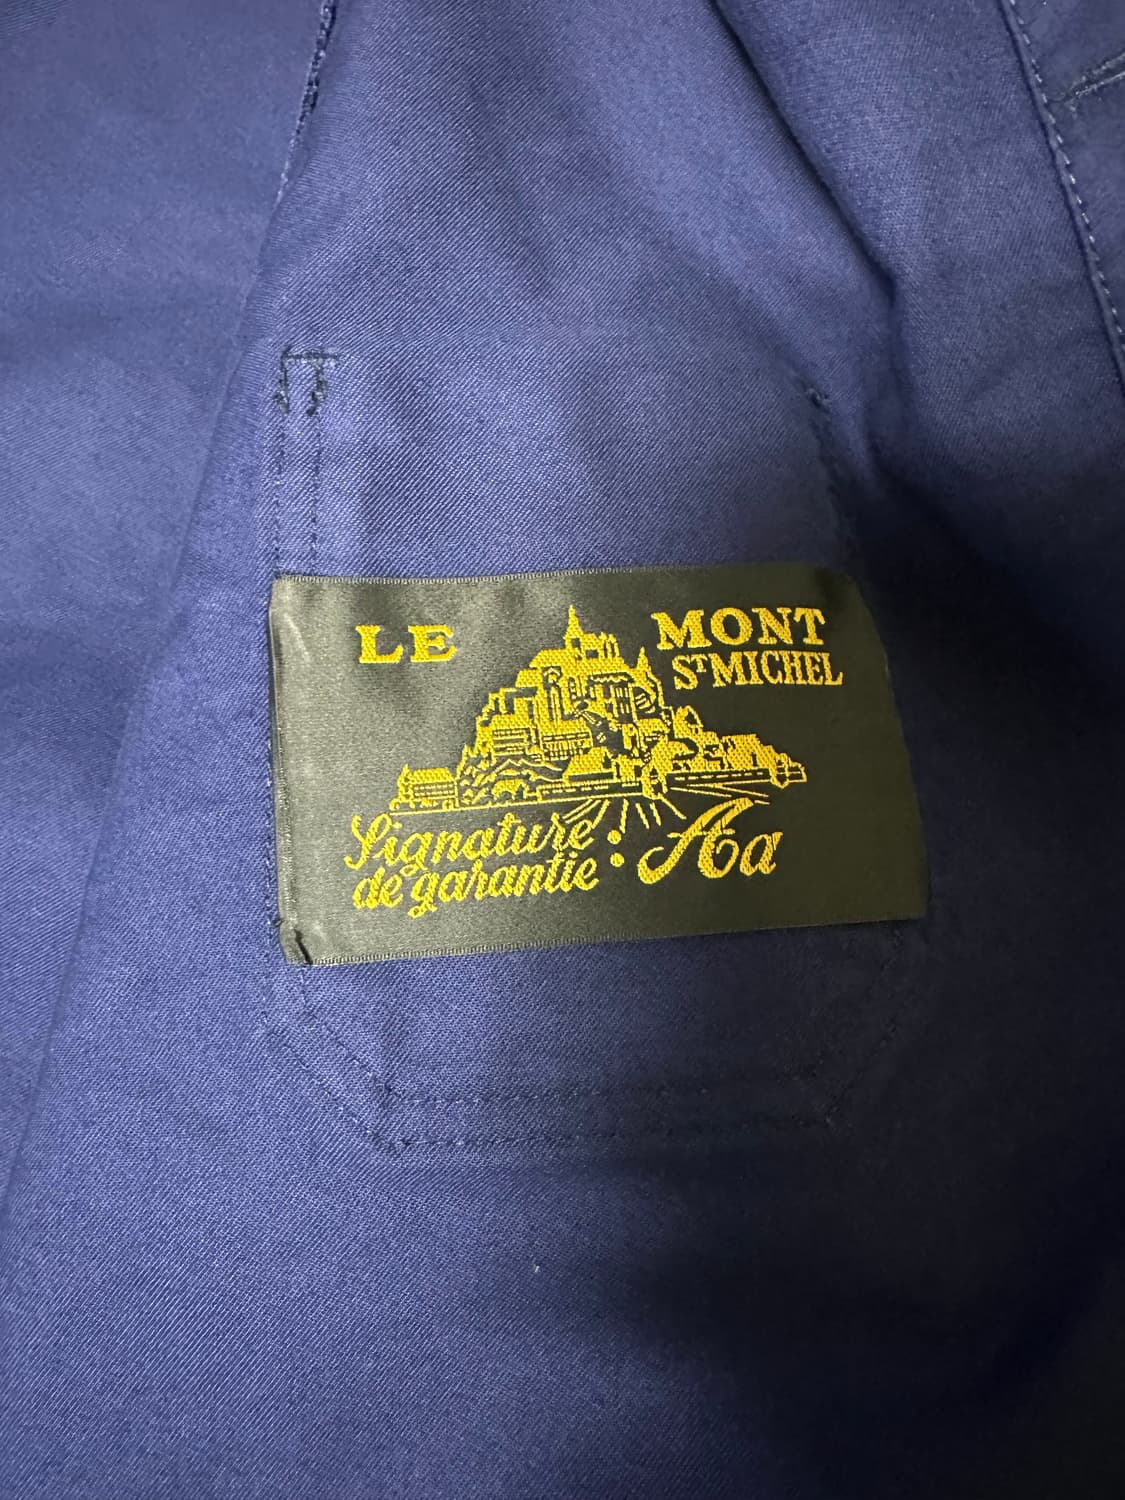 LE MONT
ST MICHEL
Signature
de garantie : Aa